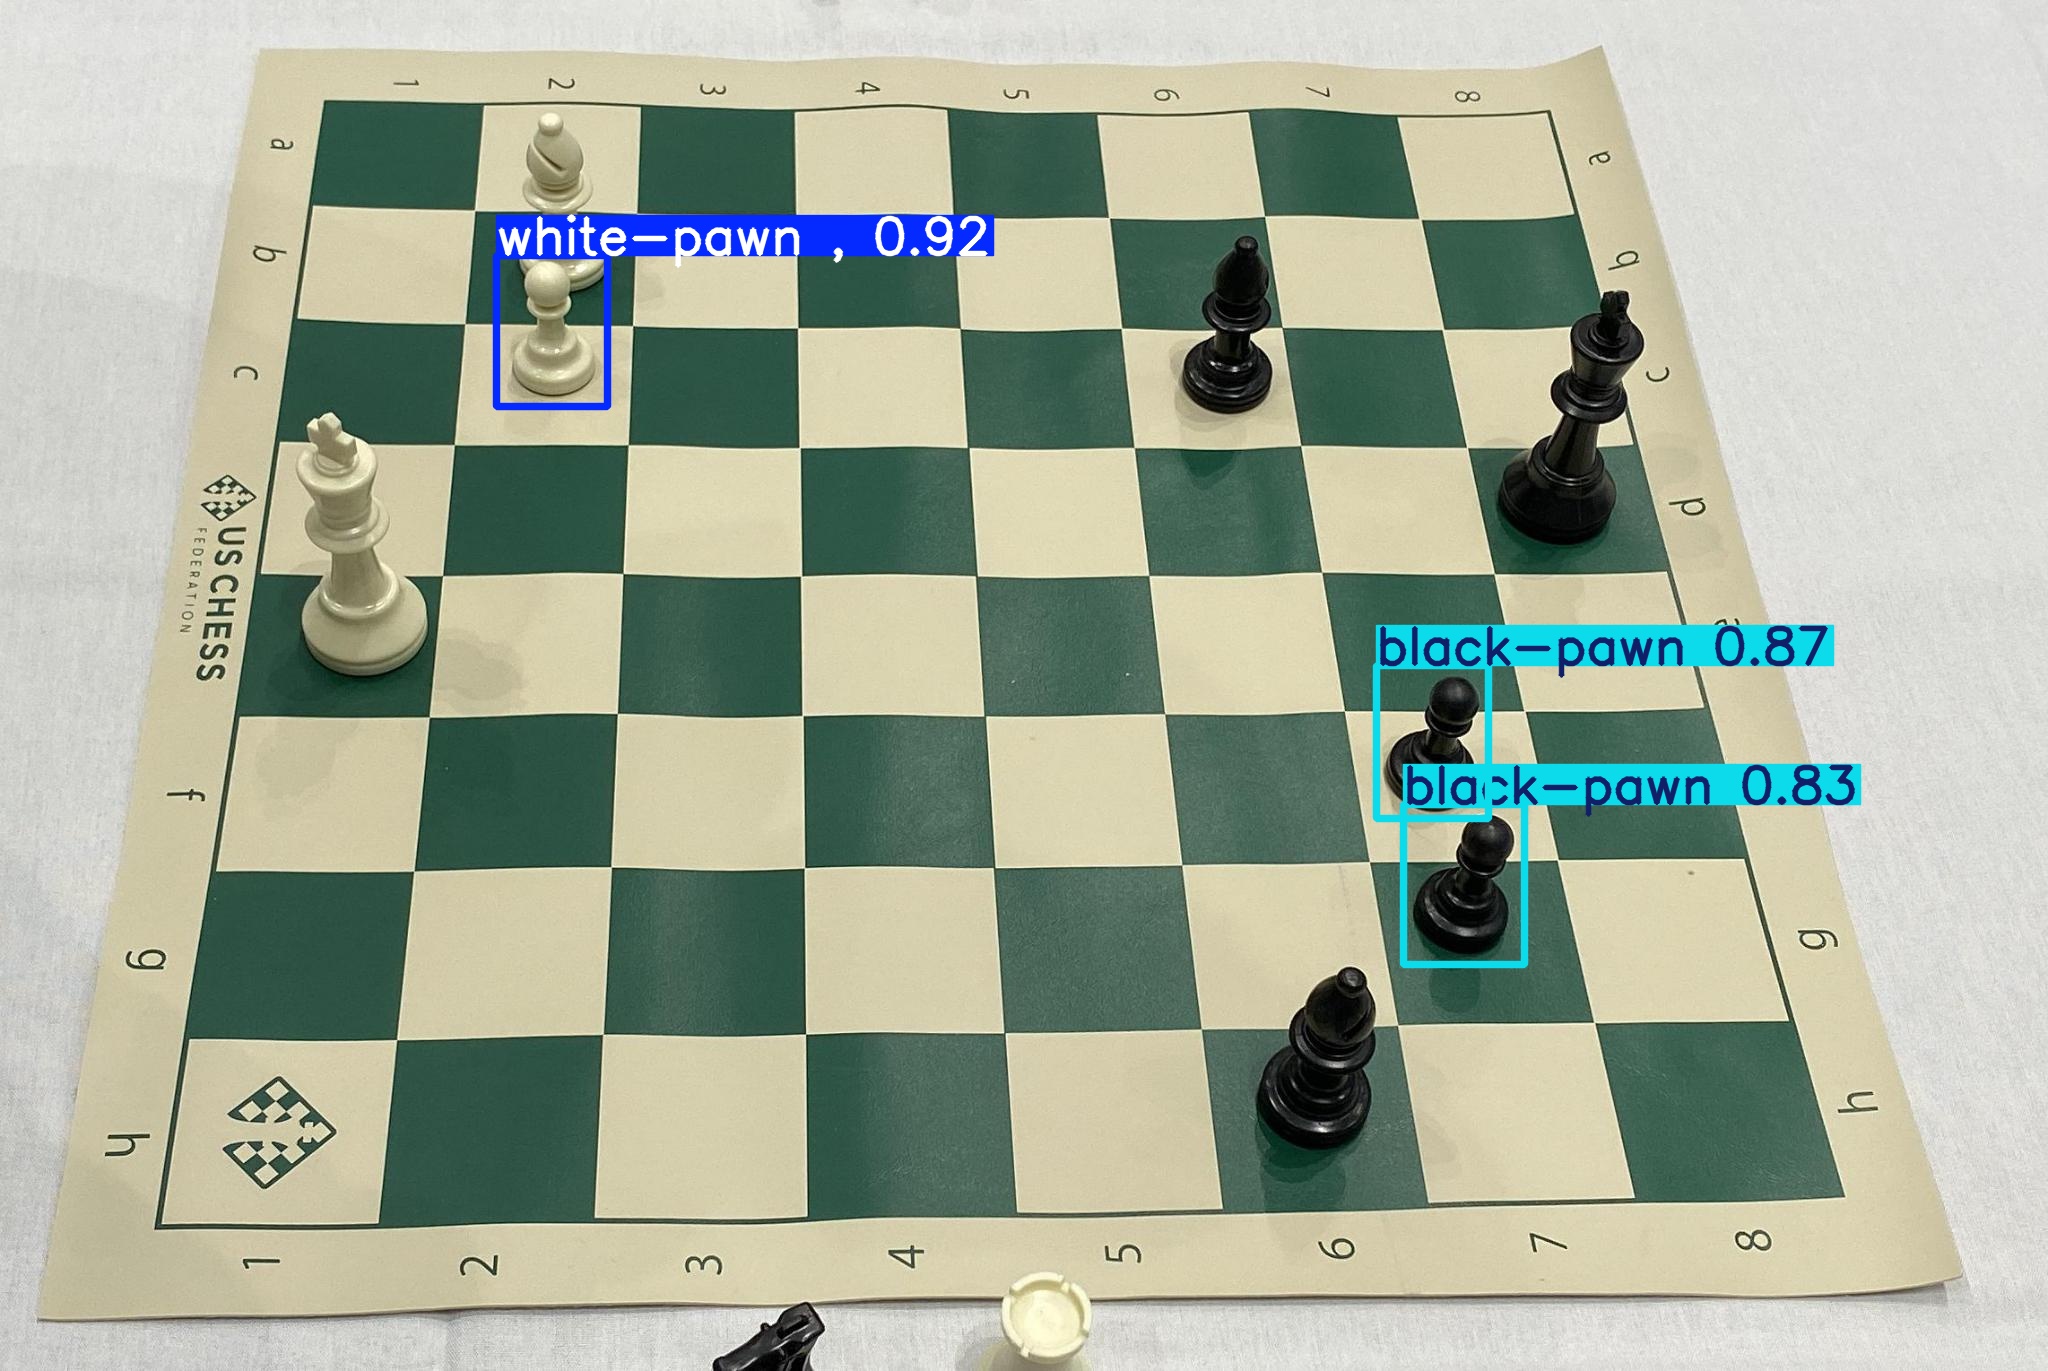 1 2 3 4 5 6 7 8
a a
white-pawn , 0.92
b b
c c
d
US CHESS
FEDERATION
e
black-pawn 0.87
black-pawn 0.83
f
g g
h h
1 2 3 4 5 6 7 8